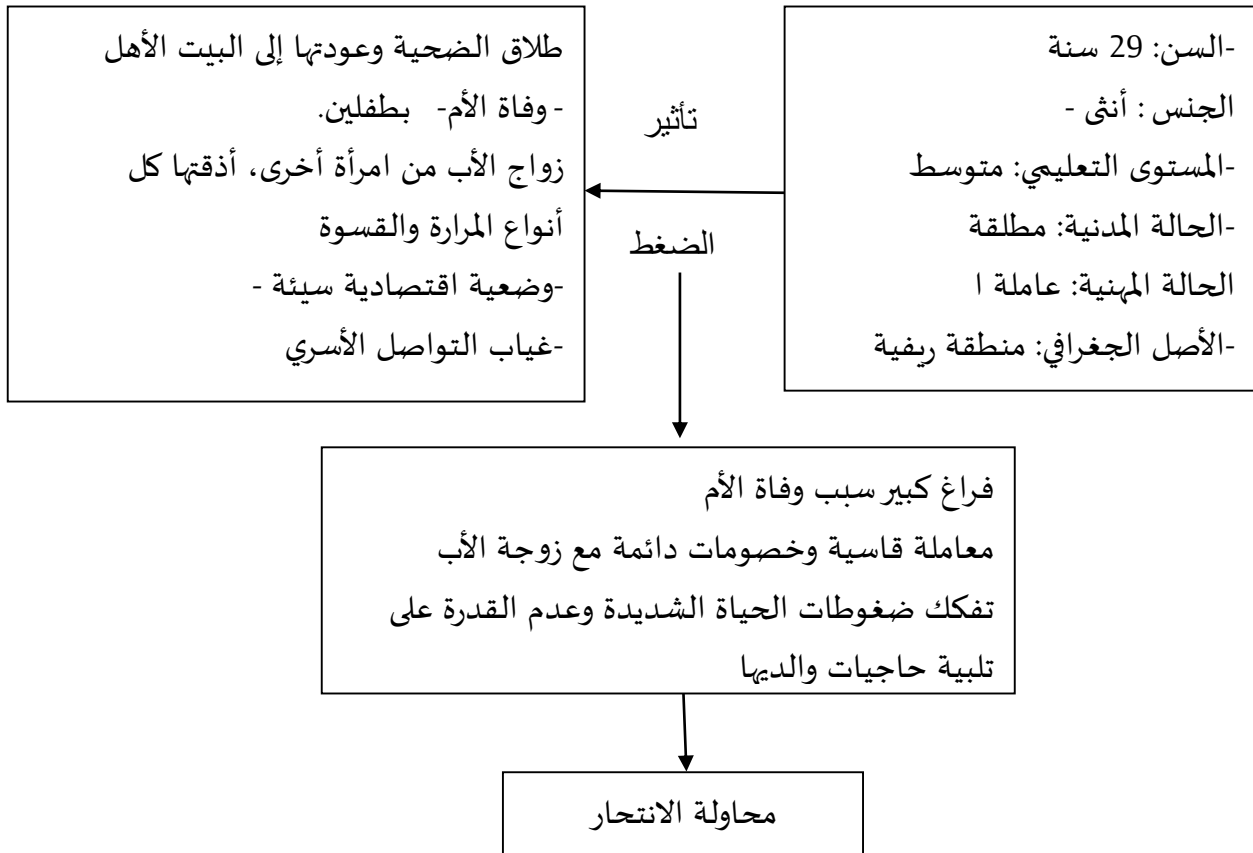 -السن: 29 سنة
الجنس : أنثى -
-المستوى التعليمي: متوسط
-الحالة المدنية: مطلقة
الحالة المهنية: عاملة ا
-الأصل الجغرافي: منطقة ريفية
تأثير
الضغط
طلاق الضحية وعودتها إلى البيت الأهل
- وفاة الأم- بطفلين.
زواج الأب من امرأة أخرى، أذقتها كل
أنواع المرارة والقسوة
-وضعية اقتصادية سيئة -
-غياب التواصل الأسري
فراغ كبير سبب وفاة الأم
معاملة قاسية وخصومات دائمة مع زوجة الأب
تفكك ضغوطات الحياة الشديدة وعدم القدرة على
تلبية حاجيات والديها
محاولة الانتحار